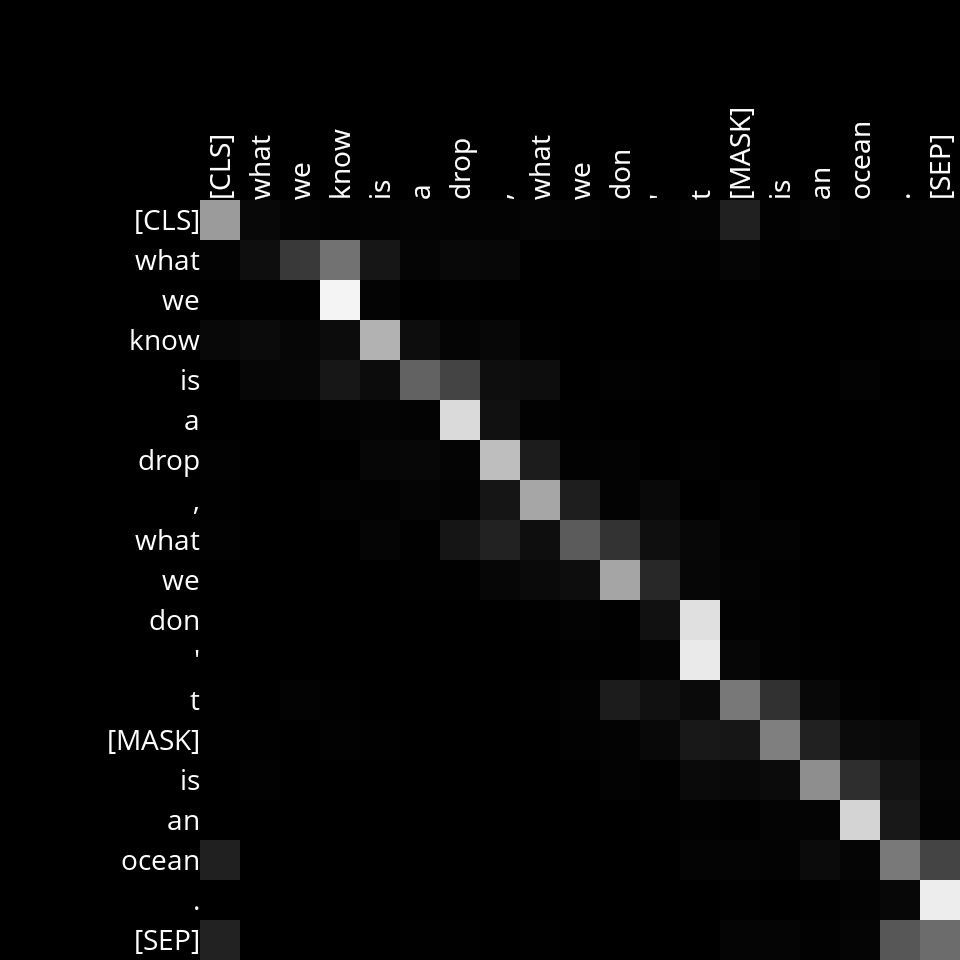 [CLS] what we know is a drop , what we don ' t [MASK] is an ocean . [SEP]
[CLS]
what
we
know
is
a
drop
,
what
we
don
'
t
[MASK]
is
an
ocean
.
[SEP]